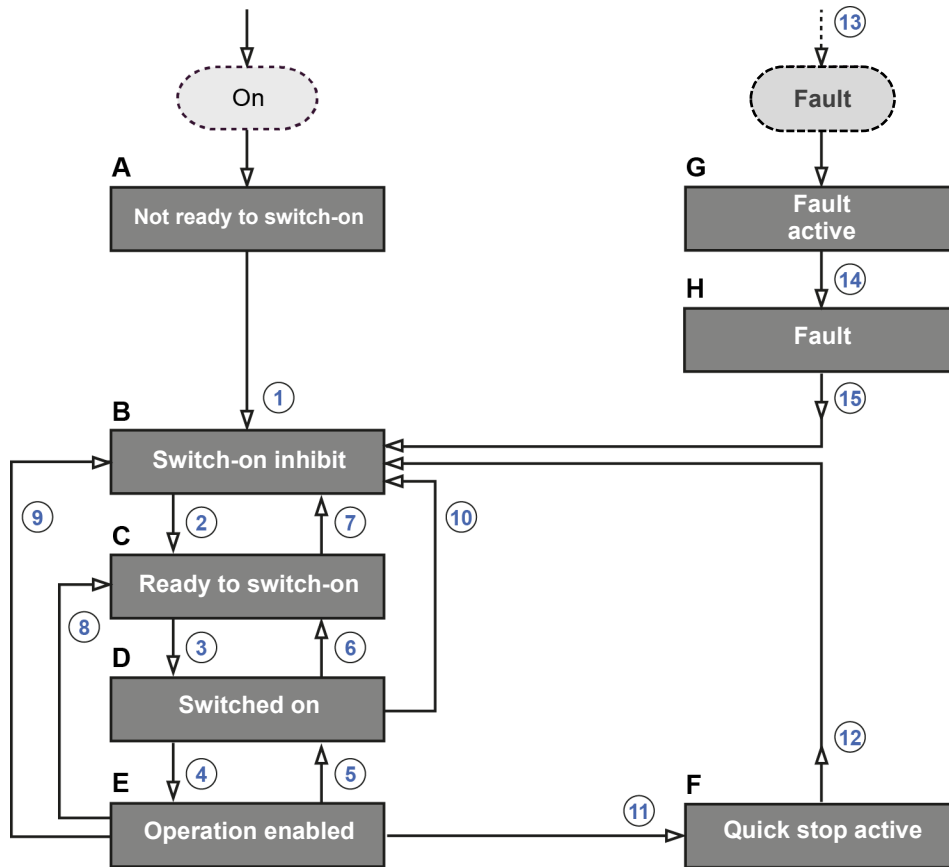 13
On
Fault
A
Not ready to switch-on
G
Fault
active
14
H
Fault
1
15
B
Switch-on inhibit
9
2
7
10
C
Ready to switch-on
8
3
6
D
Switched on
12
4
5
E
Operation enabled
11
F
Quick stop active